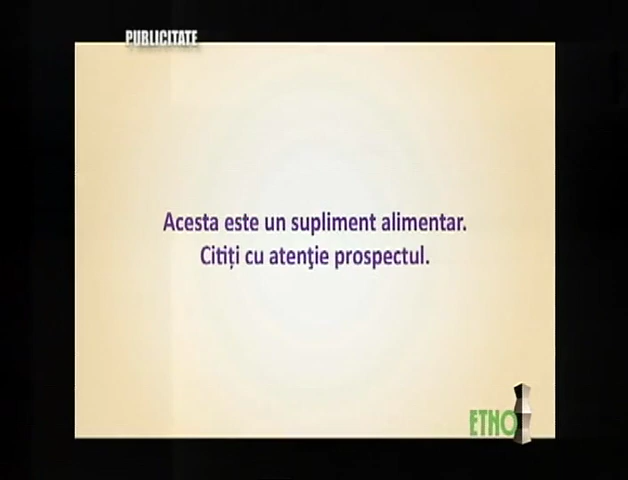 PUBLICITATE
Acesta este un supliment alimentar.
Citiți cu atenţie prospectul.
ETNO